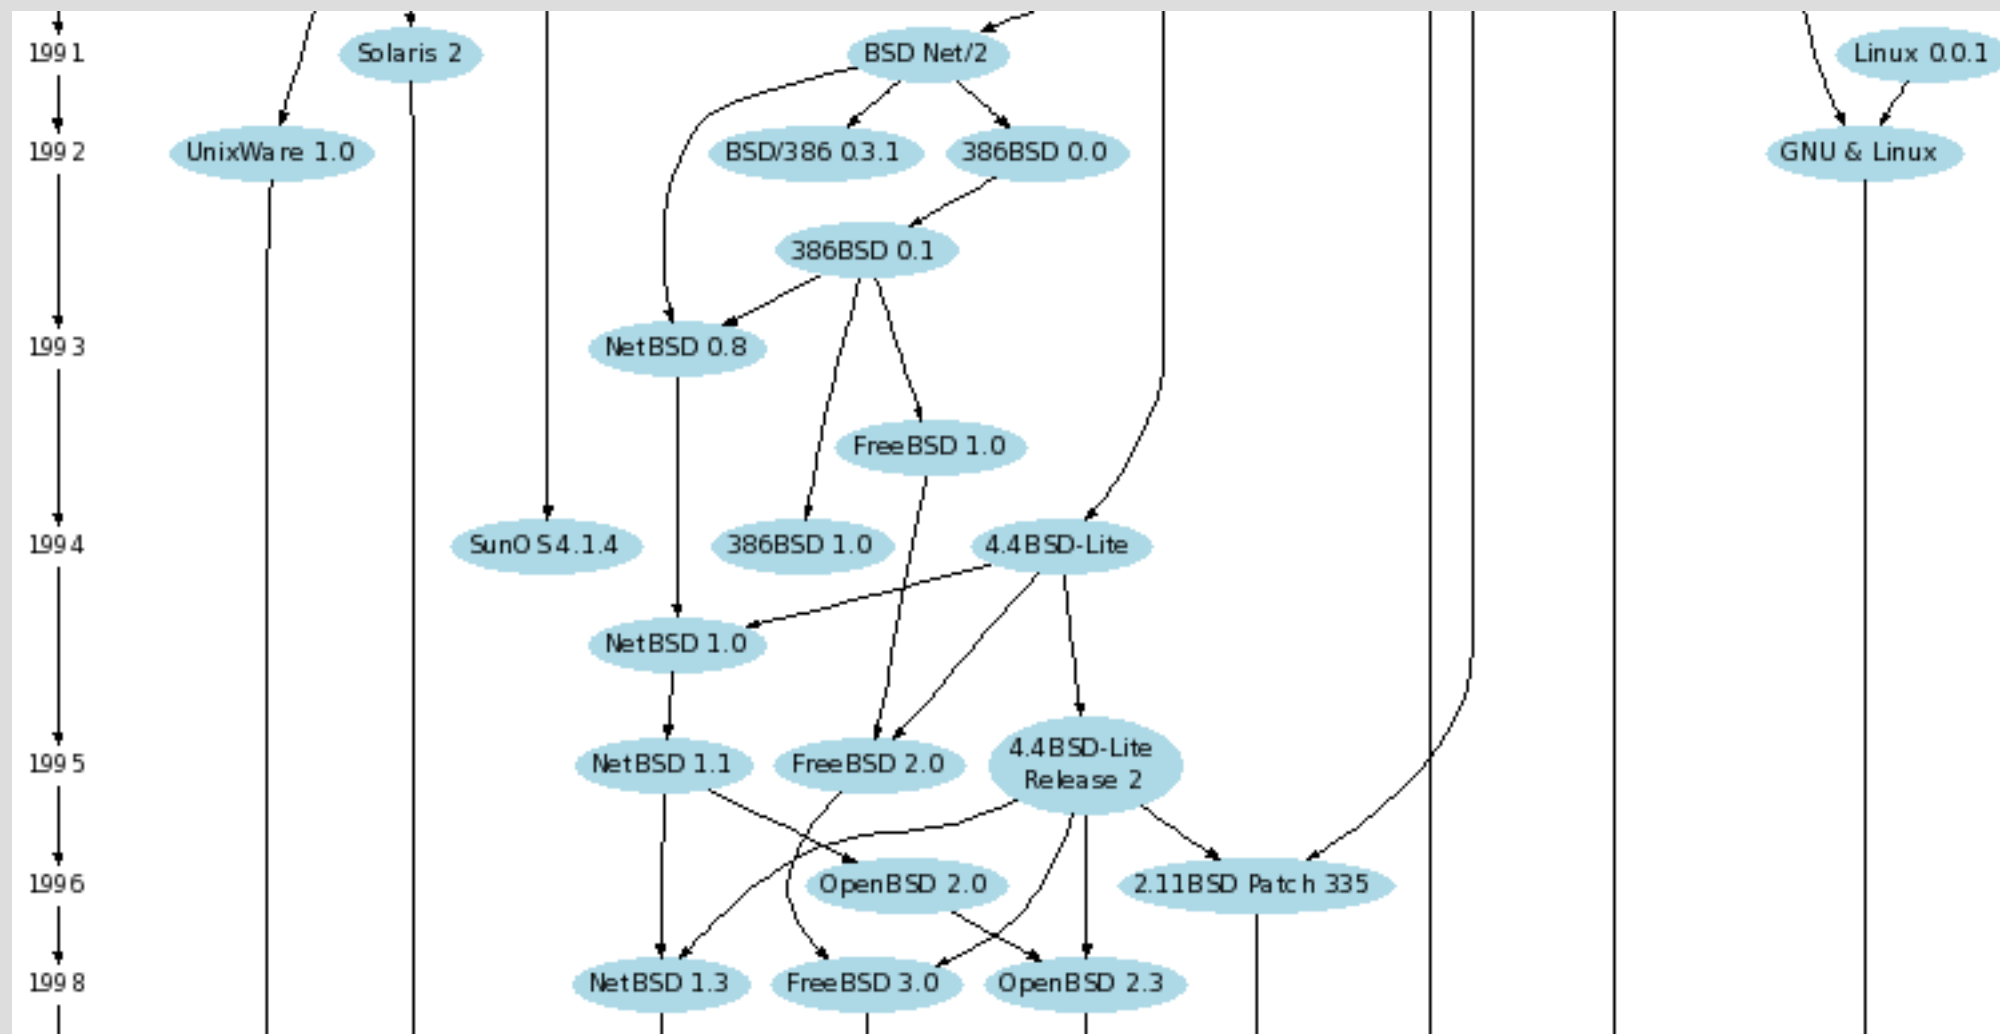 1991
Solaris 2
BSD Net/2
Linux 0.0.1
1992
UnixWare 1.0
BSD/386 0.3.1
386BSD 0.0
GNU & Linux
386BSD 0.1
1993
NetBSD 0.8
FreeBSD 1.0
1994
SunOS 4.1.4
386BSD 1.0
4.4BSD-Lite
NetBSD 1.0
1995
NetBSD 1.1
FreeBSD 2.0
4.4BSD-Lite
Release 2
1996
OpenBSD 2.0
2.11BSD Patch 335
1998
NetBSD 1.3
FreeBSD 3.0
OpenBSD 2.3